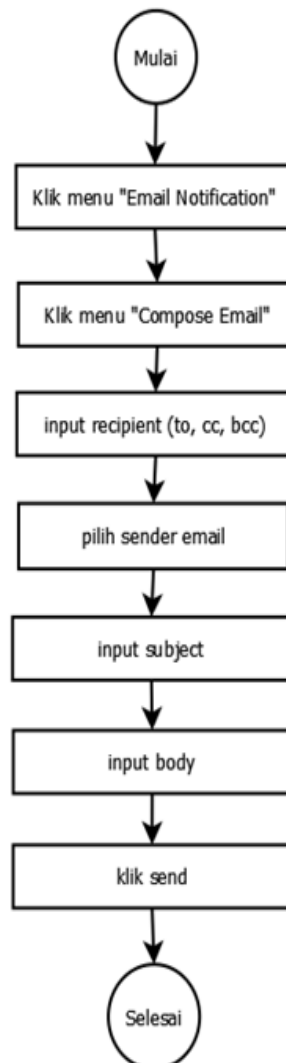 Mulai
Klik menu "Email Notification"
Klik menu "Compose Email"
input recipient (to, cc, bcc)
pilih sender email
input subject
input body
klik send
Selesai